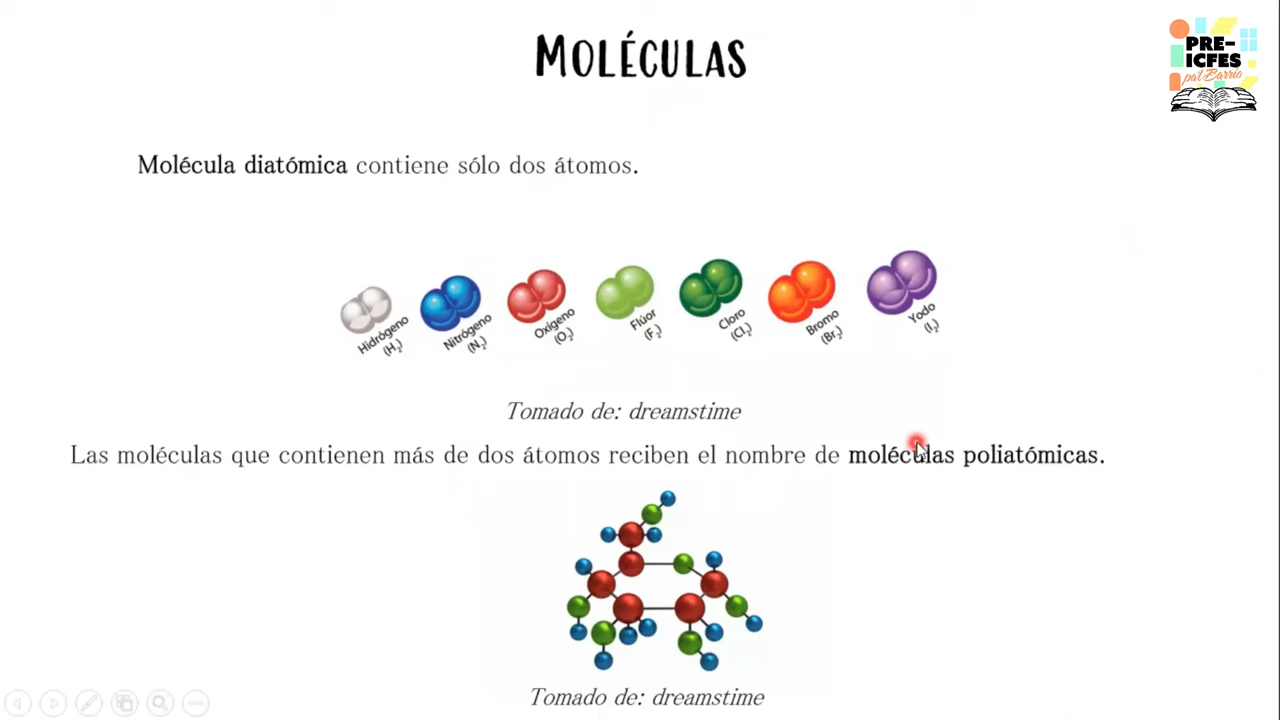 MOLÉCULAS
PRE-
ICFES
pal Barrio
Molécula diatómica contiene sólo dos átomos.
Hidrógeno
(H₂)
Nitrógeno
(N₂)
Oxígeno
(O₂)
Flúor
(F₂)
Cloro
(Cl₂)
Bromo
(Br₂)
Yodo
(I₂)
Tomado de: dreamstime
Las moléculas que contienen más de dos átomos reciben el nombre de moléculas poliatómicas.
Tomado de: dreamstime